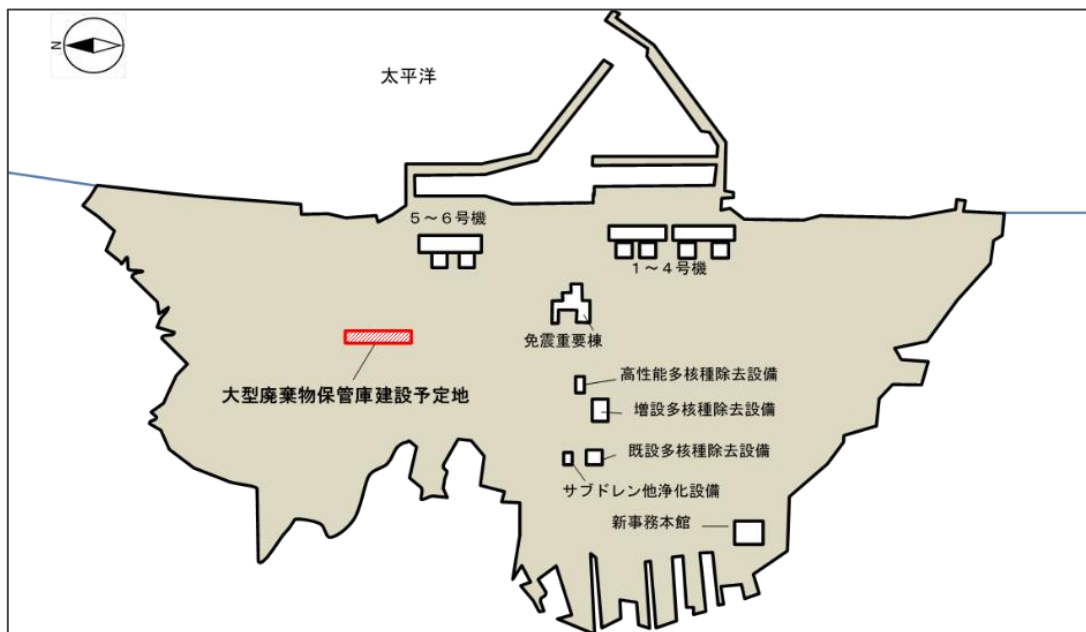 N
太平洋
5～6号機
1～4号機
免震重要棟
高性能多核種除去設備
大型廃棄物保管庫建設予定地
増設多核種除去設備
既設多核種除去設備
サブドレン他浄化設備
新事務本館